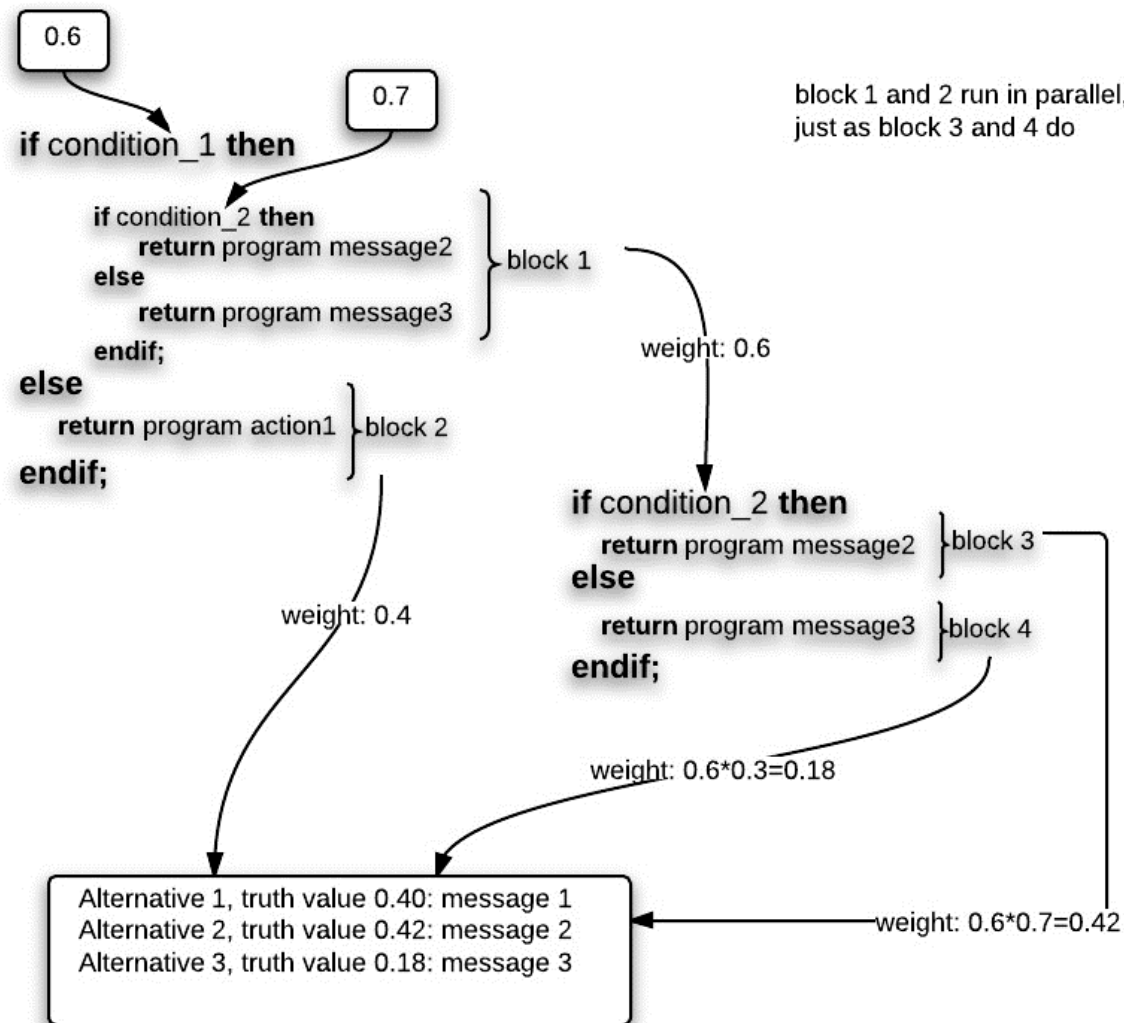 0.6
0.7
block 1 and 2 run in parallel,
just as block 3 and 4 do
if condition_1 then
if condition_2 then
return program message2
else
return program message3
endif;
block 1
else
return program action1
block 2
endif;
weight: 0.6
if condition_2 then
return program message2
block 3
else
return program message3
block 4
endif;
weight: 0.4
weight: 0.6*0.3=0.18
Alternative 1, truth value 0.40: message 1
Alternative 2, truth value 0.42: message 2
Alternative 3, truth value 0.18: message 3
weight: 0.6*0.7=0.42